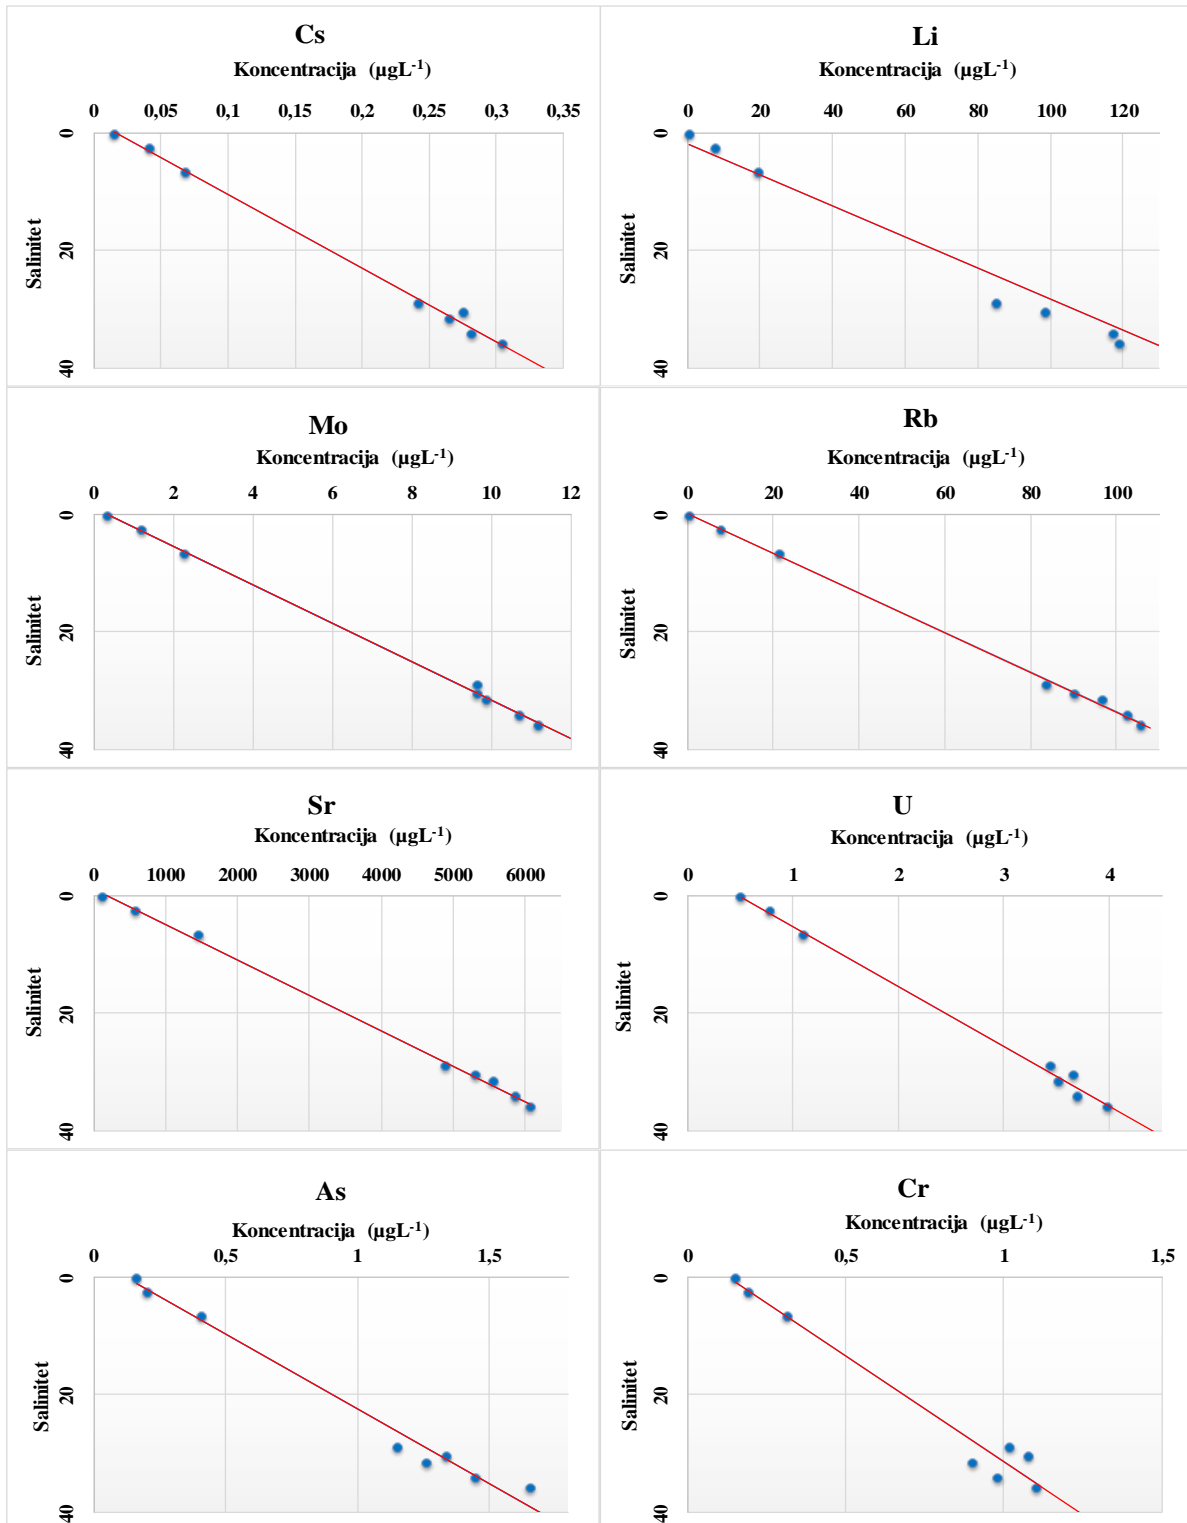 Cs
Koncentracija (µgL⁻¹)
0 0,05 0,1 0,15 0,2 0,25 0,3 0,35
0
20
40
Salinitet
Li
Koncentracija (µgL⁻¹)
0 20 40 60 80 100 120
0
20
40
Salinitet
Mo
Koncentracija (µgL⁻¹)
0 2 4 6 8 10 12
0
20
40
Salinitet
Rb
Koncentracija (µgL⁻¹)
0 20 40 60 80 100
0
20
40
Salinitet
Sr
Koncentracija (µgL⁻¹)
0 1000 2000 3000 4000 5000 6000
0
20
40
Salinitet
U
Koncentracija (µgL⁻¹)
0 1 2 3 4
0
20
40
Salinitet
As
Koncentracija (µgL⁻¹)
0 0,5 1 1,5
0
20
40
Salinitet
Cr
Koncentracija (µgL⁻¹)
0 0,5 1 1,5
0
20
40
Salinitet